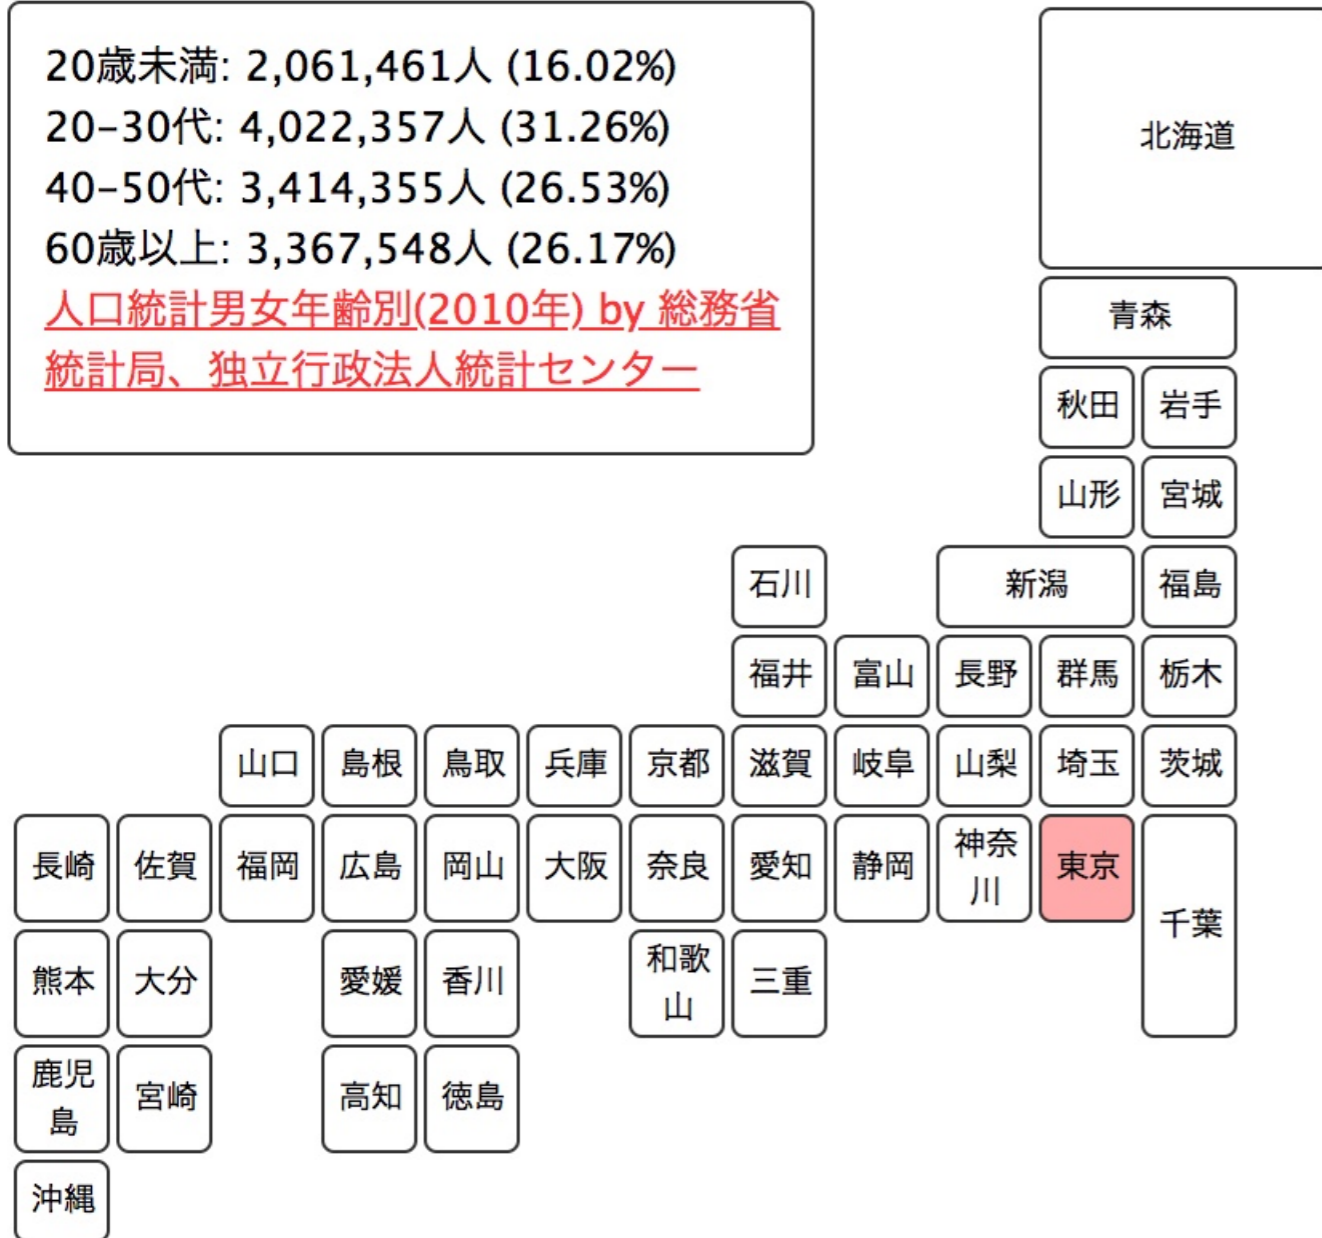 20歳未満: 2,061,461人 (16.02%)
20–30代: 4,022,357人 (31.26%)
40–50代: 3,414,355人 (26.53%)
60歳以上: 3,367,548人 (26.17%)
人口統計男女年齢別(2010年) by 総務省
統計局、独立行政法人統計センター
北海道
青森
秋田 岩手
山形 宮城
石川 新潟 福島
福井 富山 長野 群馬 栃木
山口 島根 鳥取 兵庫 京都 滋賀 岐阜 山梨 埼玉 茨城
長崎 佐賀 福岡 広島 岡山 大阪 奈良 愛知 静岡 神奈川 東京 千葉
熊本 大分 愛媛 香川 和歌山 三重
鹿児島 宮崎 高知 徳島
沖縄